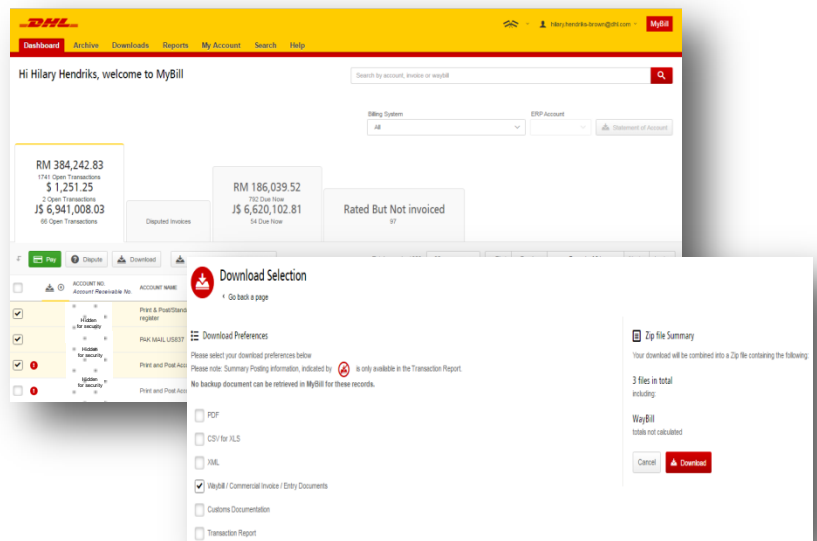 DHL
hilary.hendriks-brown@dhl.com
MyBill
Dashboard Archive Downloads Reports My Account Search Help
Hi Hilary Hendriks, welcome to MyBill
Search by account, invoice or waybill
Billing System
ERP Account
All
Statement of Account
RM 384,242.83
1741 Open Transactions
$ 1,251.25
2 Open Transactions
J$ 6,941,008.03
66 Open Transactions
Disputed Invoices
RM 186,039.52
792 Due Now
J$ 6,620,102.81
54 Due Now
Rated But Not invoiced
97
Pay Dispute Download
ACCOUNT NO.
Account Receivable No.
ACCOUNT NAME
Hidden
for security
Print & Post/Standa
register
Hidden
for security
PAK MAIL US637
Hidden
for security
Print and Post Acco
Hidden
for security
Print and Post Acco
Download Selection
Go back a page
Download Preferences
Please select your download preferences below
Please note: Summary Posting information, indicated by is only available in the Transaction Report.
No backup document can be retrieved in MyBill for these records.
PDF
CSV for XLS
XML
Waybill / Commercial Invoice / Entry Documents
Customs Documentation
Transaction Report
Zip file Summary
Your download will be combined into a Zip file containing the following:
3 files in total
including:
WayBill
totals not calculated
Cancel Download